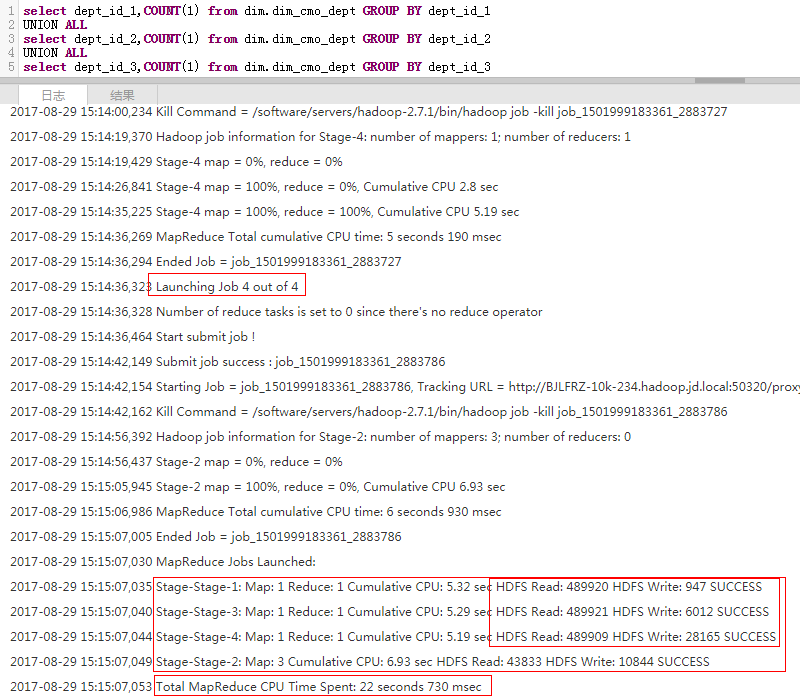 1 select dept_id_1,COUNT(1) from dim.dim_cmo_dept GROUP BY dept_id_1
2 UNION ALL
3 select dept_id_2,COUNT(1) from dim.dim_cmo_dept GROUP BY dept_id_2
4 UNION ALL
5 select dept_id_3,COUNT(1) from dim.dim_cmo_dept GROUP BY dept_id_3
日志 结果
2017-08-29 15:14:00,234 Kill Command = /software/servers/hadoop-2.7.1/bin/hadoop job -kill job_1501999183361_2883727
2017-08-29 15:14:19,370 Hadoop job information for Stage-4: number of mappers: 1; number of reducers: 1
2017-08-29 15:14:19,429 Stage-4 map = 0%, reduce = 0%
2017-08-29 15:14:26,841 Stage-4 map = 100%, reduce = 0%, Cumulative CPU 2.8 sec
2017-08-29 15:14:35,225 Stage-4 map = 100%, reduce = 100%, Cumulative CPU 5.19 sec
2017-08-29 15:14:36,269 MapReduce Total cumulative CPU time: 5 seconds 190 msec
2017-08-29 15:14:36,294 Ended Job = job_1501999183361_2883727
2017-08-29 15:14:36,323 Launching Job 4 out of 4
2017-08-29 15:14:36,328 Number of reduce tasks is set to 0 since there's no reduce operator
2017-08-29 15:14:36,464 Start submit job !
2017-08-29 15:14:42,149 Submit job success : job_1501999183361_2883786
2017-08-29 15:14:42,154 Starting Job = job_1501999183361_2883786, Tracking URL = http://BJLFRZ-10k-234.hadoop.jd.local:50320/proxy
2017-08-29 15:14:42,162 Kill Command = /software/servers/hadoop-2.7.1/bin/hadoop job -kill job_1501999183361_2883786
2017-08-29 15:14:56,392 Hadoop job information for Stage-2: number of mappers: 3; number of reducers: 0
2017-08-29 15:14:56,437 Stage-2 map = 0%, reduce = 0%
2017-08-29 15:15:05,945 Stage-2 map = 100%, reduce = 0%, Cumulative CPU 6.93 sec
2017-08-29 15:15:06,986 MapReduce Total cumulative CPU time: 6 seconds 930 msec
2017-08-29 15:15:07,005 Ended Job = job_1501999183361_2883786
2017-08-29 15:15:07,030 MapReduce Jobs Launched:
2017-08-29 15:15:07,035 Stage-Stage-1: Map: 1 Reduce: 1 Cumulative CPU: 5.32 sec HDFS Read: 489920 HDFS Write: 947 SUCCESS
2017-08-29 15:15:07,040 Stage-Stage-3: Map: 1 Reduce: 1 Cumulative CPU: 5.29 sec HDFS Read: 489921 HDFS Write: 6012 SUCCESS
2017-08-29 15:15:07,044 Stage-Stage-4: Map: 1 Reduce: 1 Cumulative CPU: 5.19 sec HDFS Read: 489909 HDFS Write: 28165 SUCCESS
2017-08-29 15:15:07,049 Stage-Stage-2: Map: 3 Cumulative CPU: 6.93 sec HDFS Read: 43833 HDFS Write: 10844 SUCCESS
2017-08-29 15:15:07,053 Total MapReduce CPU Time Spent: 22 seconds 730 msec